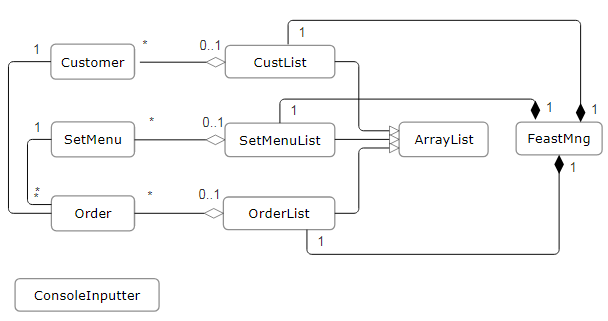 1 * 0..1 1 1
Customer CustList
1 * 0..1 1 1
SetMenu SetMenuList ArrayList FeastMng
* * 0..1 1
*
Order OrderList
1
ConsoleInputter